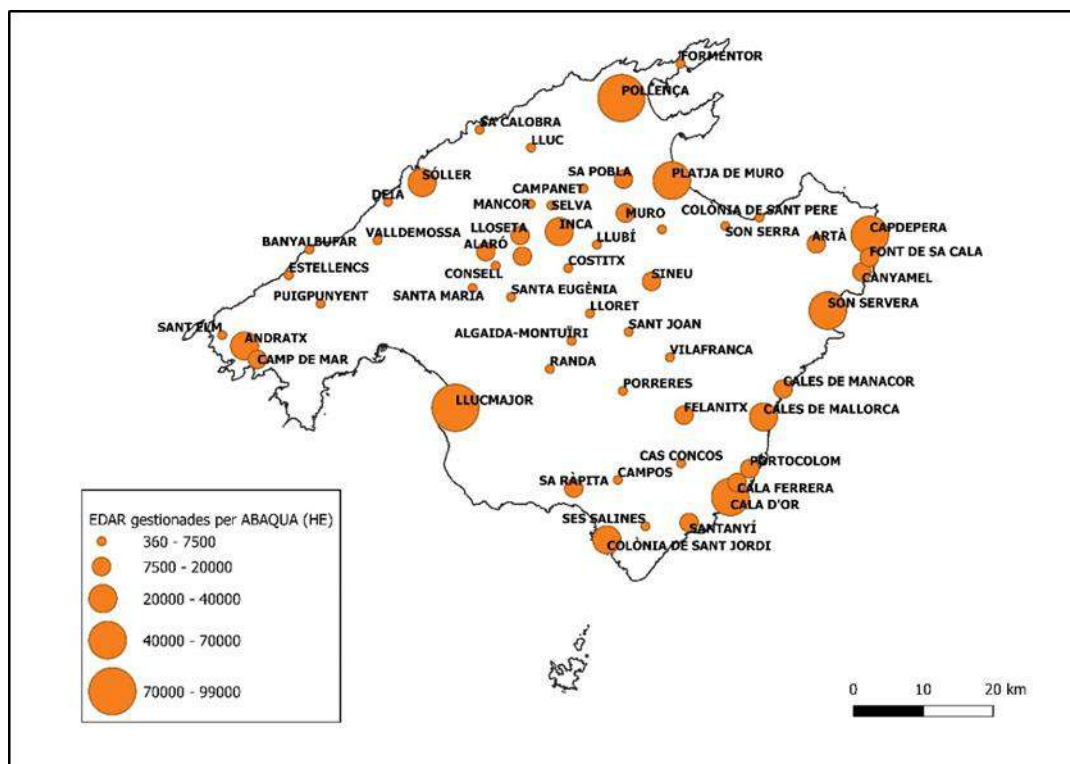 FORMENTOR
POLLENÇA
SA CALOBRA
LLUC
SA POBLA
PLATJA DE MURO
SÓLLER
CAMPANET
DEIÀ
MANCOR
SELVA
MURO
COLÒNIA DE SANT PERE
SON SERRA
CAPDEPERA
ARTÀ
LLOSETA
INCA
VALLDEMOSSA
BANYALBUFAR
ALARÓ
LLUBÍ
FONT DE SA CALA
ESTELLENCS
CONSELL
COSTITX
SINEU
CANYAMEL
PUIGPUNYENT
SANTA MARIA
SANTA EUGÈNIA
SON SERVERA
LLORET
SANT ELM
ANDRATX
ALGAIDA-MONTUÏRI
SANT JOAN
CAMP DE MAR
RANDA
VILAFRANCA
PORRERES
CALES DE MANACOR
LLUCMAJOR
FELANITX
CALES DE MALLORCA
CAS CONCOS
PORTOCOLOM
SA RÀPITA
CAMPOS
CALA FERRERA
CALA D'OR
SES SALINES
SANTANYÍ
COLÒNIA DE SANT JORDI
EDAR gestionades per ABAQUA (HE)
360 - 7500
7500 - 20000
20000 - 40000
40000 - 70000
70000 - 99000
0 10 20 km